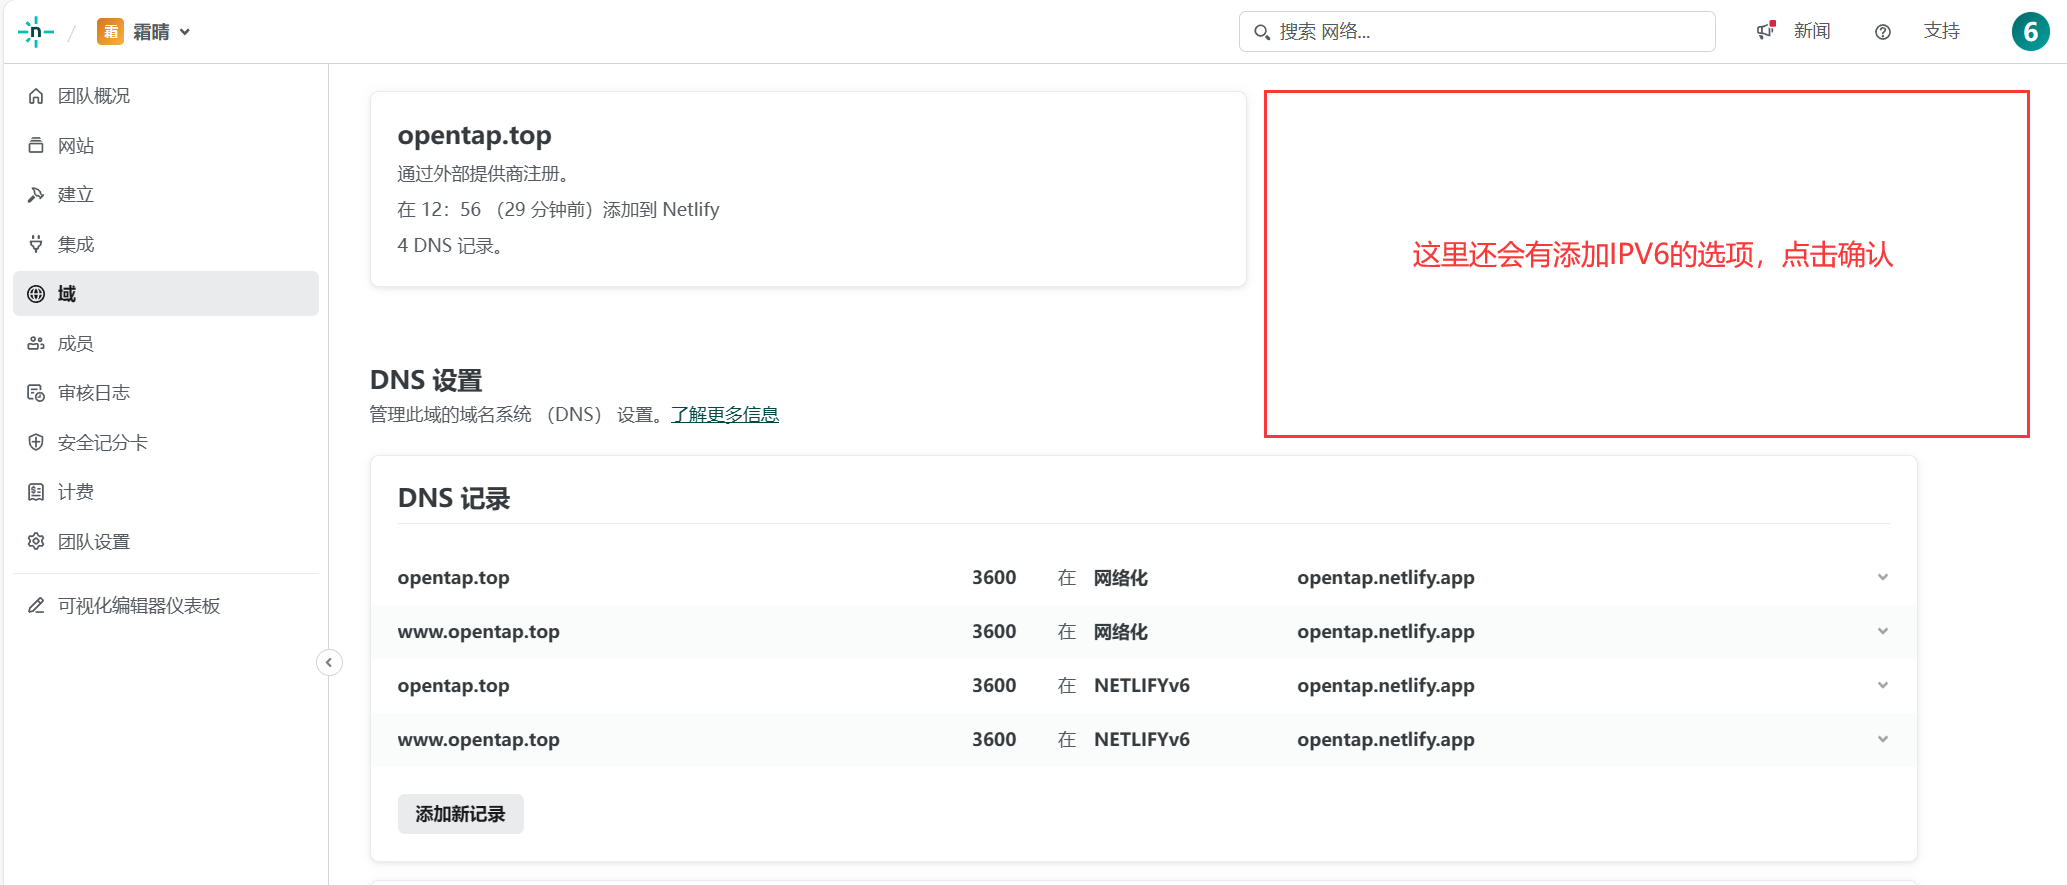 n / 霜 霜晴
搜索 网络...
新闻
支持
6
团队概况
网站
建立
集成
域
成员
审核日志
安全记分卡
计费
团队设置
可视化编辑器仪表板
opentap.top
通过外部提供商注册。
在 12：56 （29 分钟前）添加到 Netlify
4 DNS 记录。
这里还会有添加IPV6的选项，点击确认
DNS 设置
管理此域的域名系统 （DNS） 设置。了解更多信息
DNS 记录
opentap.top 3600 在 网络化 opentap.netlify.app
www.opentap.top 3600 在 网络化 opentap.netlify.app
opentap.top 3600 在 NETLIFYv6 opentap.netlify.app
www.opentap.top 3600 在 NETLIFYv6 opentap.netlify.app
添加新记录